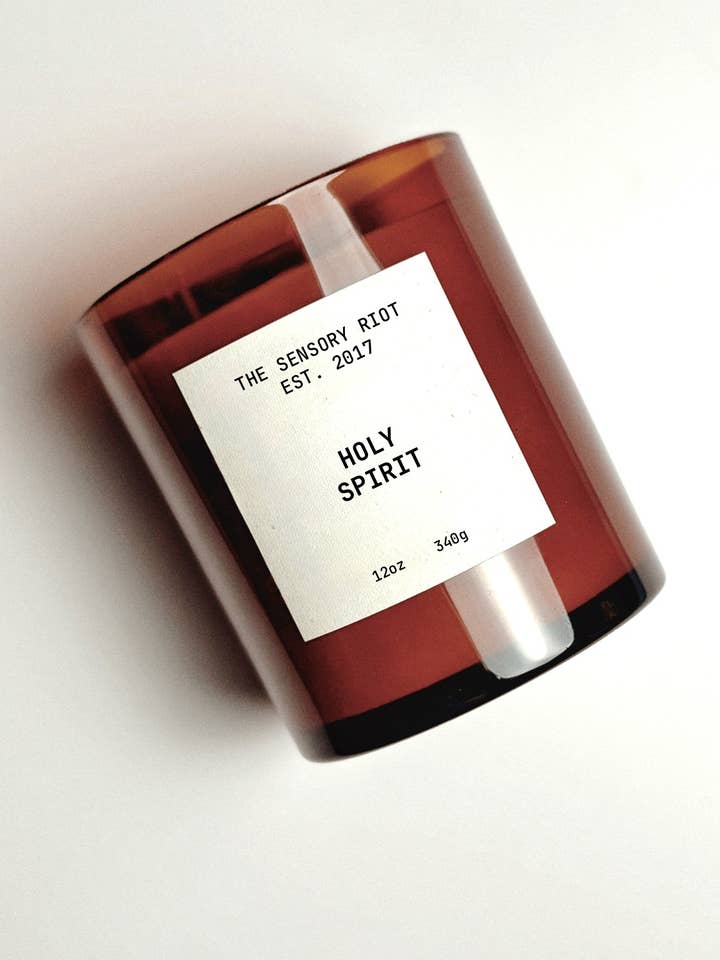 THE SENSORY RIOT
EST. 2017
HOLY
SPIRIT
12oz 340g